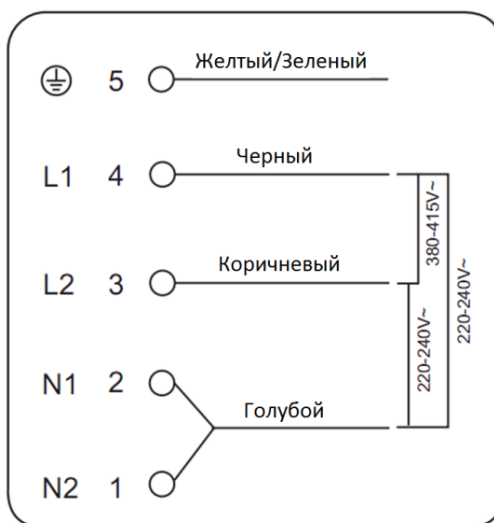 5 Желтый/Зеленый
L1 4 Черный
L2 3 Коричневый
N1 2
Голубой
N2 1
380-415V~
220-240V~
220-240V~